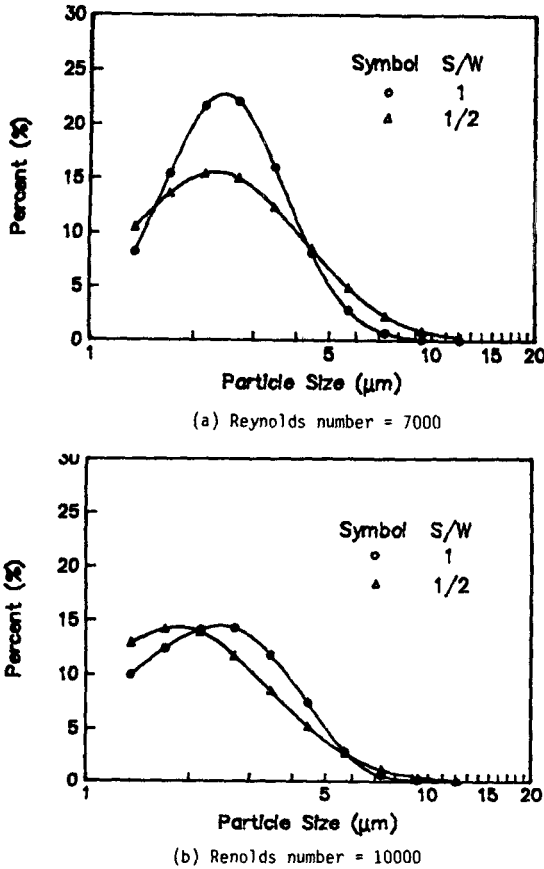 30
25
20
15
10
5
0
Percent (%)
Symbol S/W
1
1/2
1 5 10 15 20
Particle Size (μm)
(a) Reynolds number = 7000
30
25
20
15
10
5
0
Percent (%)
Symbol S/W
1
1/2
1 5 10 15 20
Particle Size (μm)
(b) Renolds number = 10000